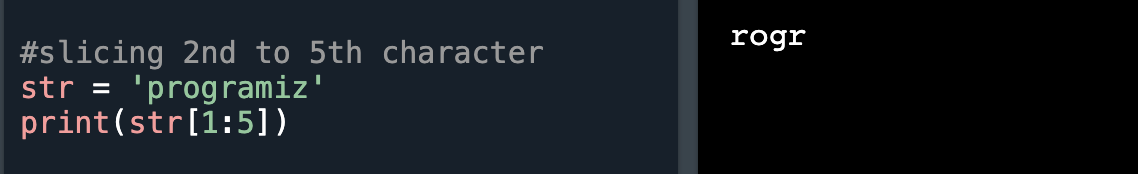 #slicing 2nd to 5th character
str = 'programiz'
print(str[1:5])
rogr